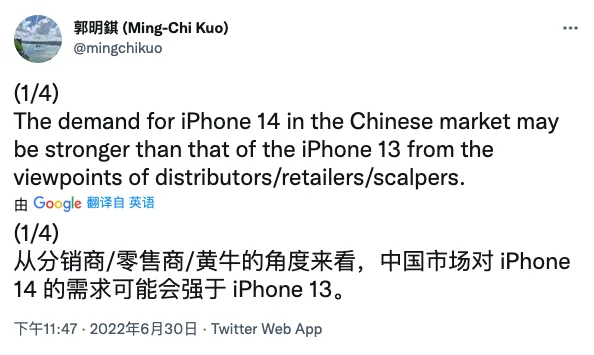 郭明錤 (Ming-Chi Kuo)
@mingchikuo
(1/4)
The demand for iPhone 14 in the Chinese market may
be stronger than that of the iPhone 13 from the
viewpoints of distributors/retailers/scalpers.
由 Google 翻译自 英语
(1/4)
从分销商/零售商/黄牛的角度来看，中国市场对 iPhone
14 的需求可能会强于 iPhone 13。
下午11:47 · 2022年6月30日 · Twitter Web App